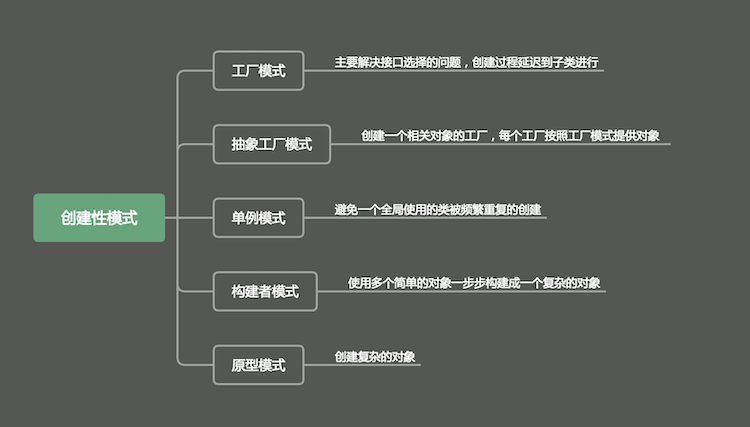 创建性模式
工厂模式
主要解决接口选择的问题，创建过程延迟到子类进行
抽象工厂模式
创建一个相关对象的工厂，每个工厂按照工厂模式提供对象
单例模式
避免一个全局使用的类被频繁重复的创建
构建者模式
使用多个简单的对象一步步构建成一个复杂的对象
原型模式
创建复杂的对象